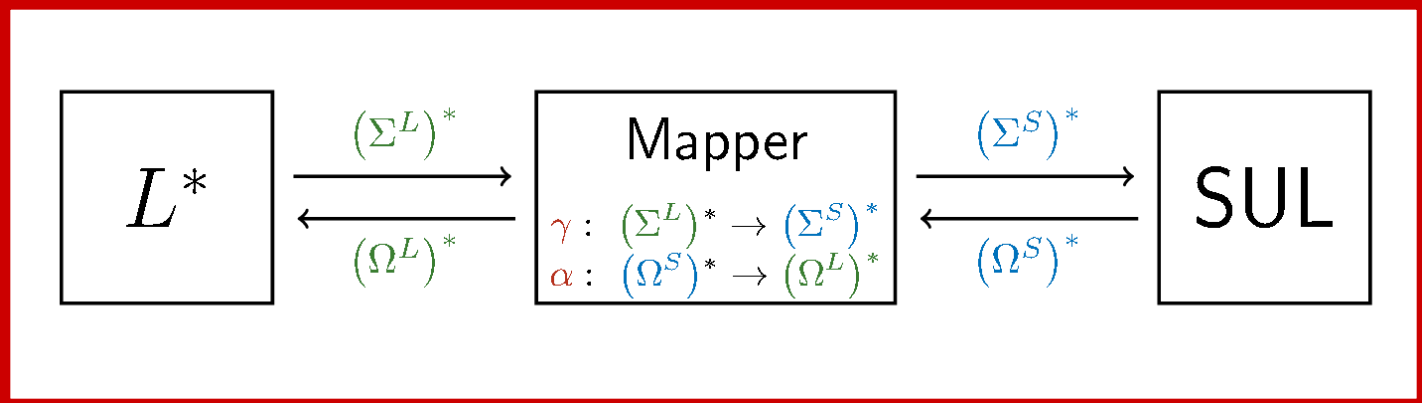 L*
(Σ^L)*
(Ω^L)*
Mapper
γ : (Σ^L)* → (Σ^S)*
α : (Ω^S)* → (Ω^L)*
(Σ^S)*
(Ω^S)*
SUL